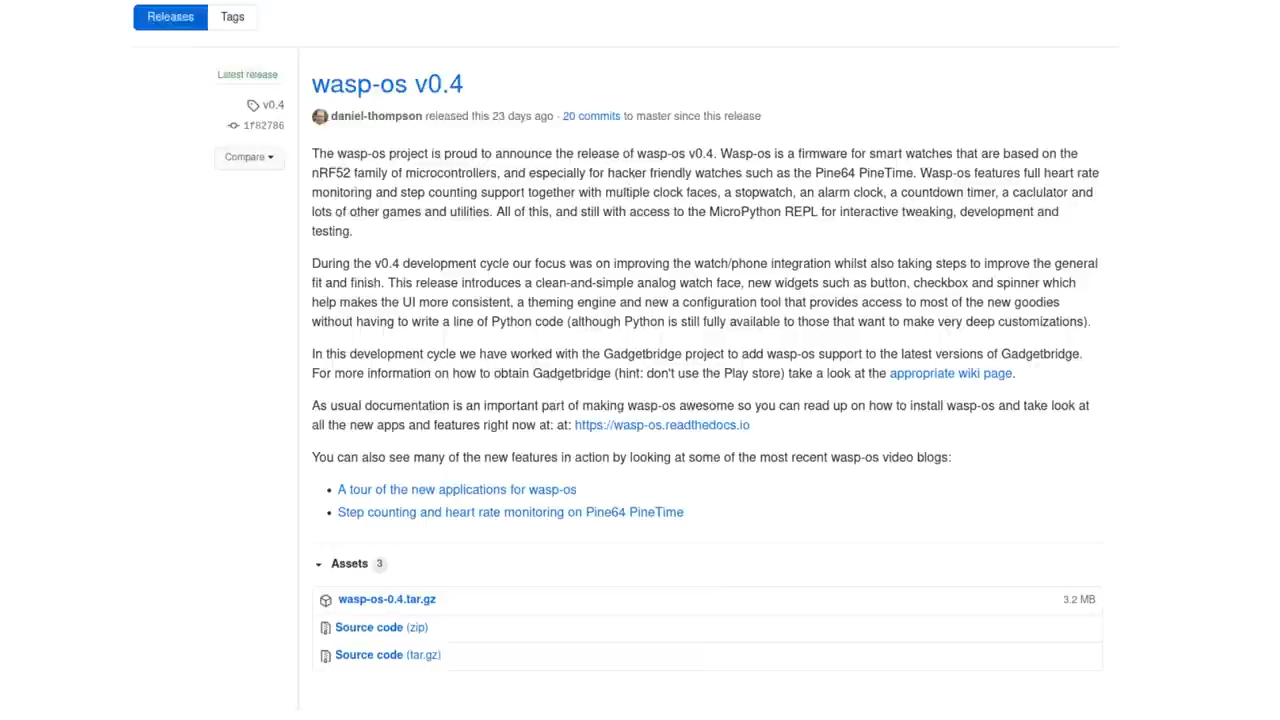 Releases Tags
Latest release
v0.4
1f82786
Compare
wasp-os v0.4
daniel-thompson released this 23 days ago · 20 commits to master since this release
The wasp-os project is proud to announce the release of wasp-os v0.4. Wasp-os is a firmware for smart watches that are based on the
nRF52 family of microcontrollers, and especially for hacker friendly watches such as the Pine64 PineTime. Wasp-os features full heart rate
monitoring and step counting support together with multiple clock faces, a stopwatch, an alarm clock, a countdown timer, a caclulator and
lots of other games and utilities. All of this, and still with access to the MicroPython REPL for interactive tweaking, development and
testing.
During the v0.4 development cycle our focus was on improving the watch/phone integration whilst also taking steps to improve the general
fit and finish. This release introduces a clean-and-simple analog watch face, new widgets such as button, checkbox and spinner which
help makes the UI more consistent, a theming engine and new a configuration tool that provides access to most of the new goodies
without having to write a line of Python code (although Python is still fully available to those that want to make very deep customizations).
In this development cycle we have worked with the Gadgetbridge project to add wasp-os support to the latest versions of Gadgetbridge.
For more information on how to obtain Gadgetbridge (hint: don't use the Play store) take a look at the appropriate wiki page.
As usual documentation is an important part of making wasp-os awesome so you can read up on how to install wasp-os and take look at
all the new apps and features right now at: at: https://wasp-os.readthedocs.io
You can also see many of the new features in action by looking at some of the most recent wasp-os video blogs:
• A tour of the new applications for wasp-os
• Step counting and heart rate monitoring on Pine64 PineTime
Assets 3
wasp-os-0.4.tar.gz 3.2 MB
Source code (zip)
Source code (tar.gz)